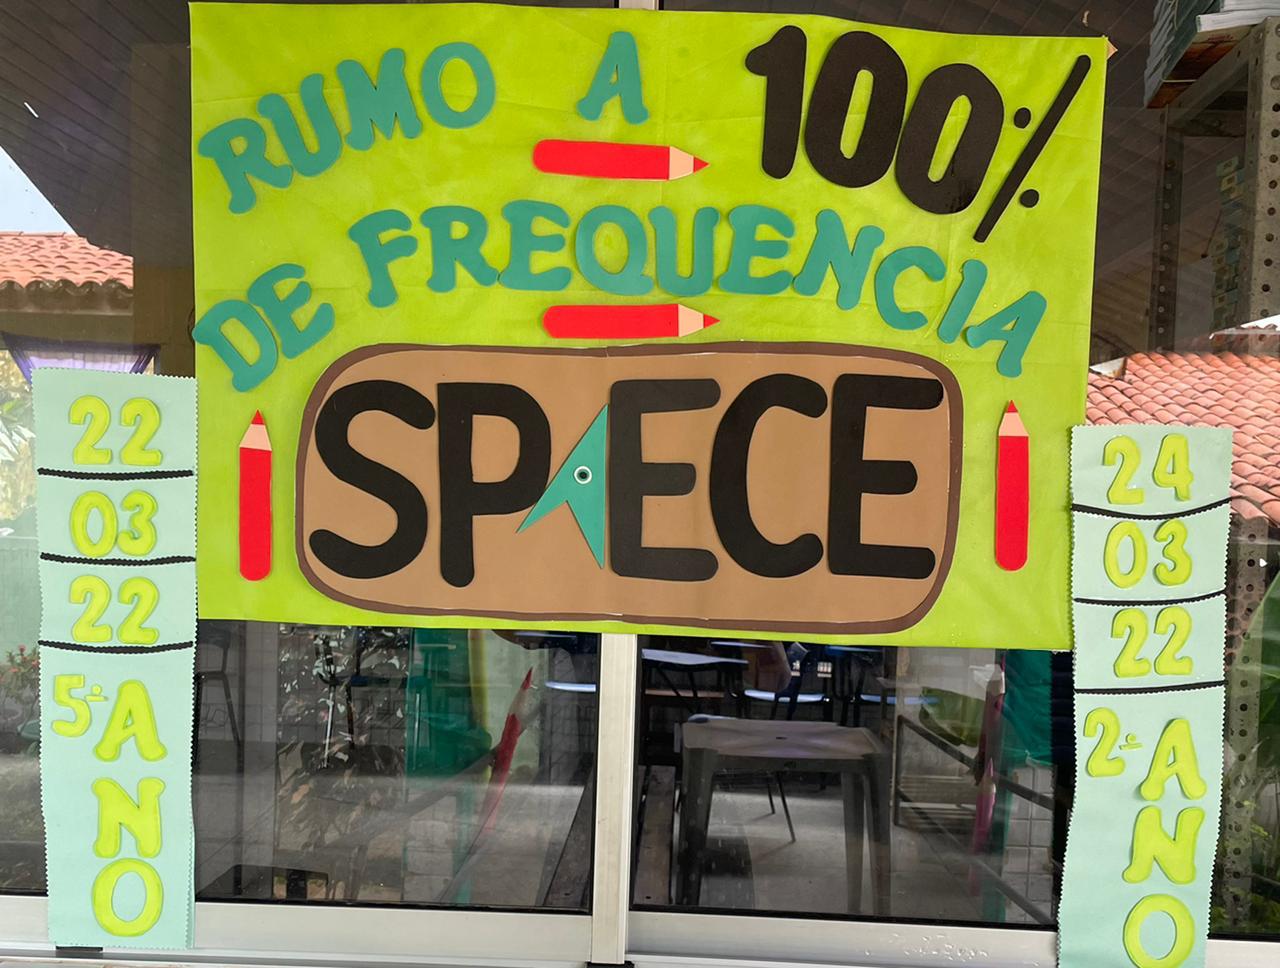 RUMO A 100%
DE FREQUENCIA
SPAECE
22
03
22
5º ANO
24
03
22
2º ANO